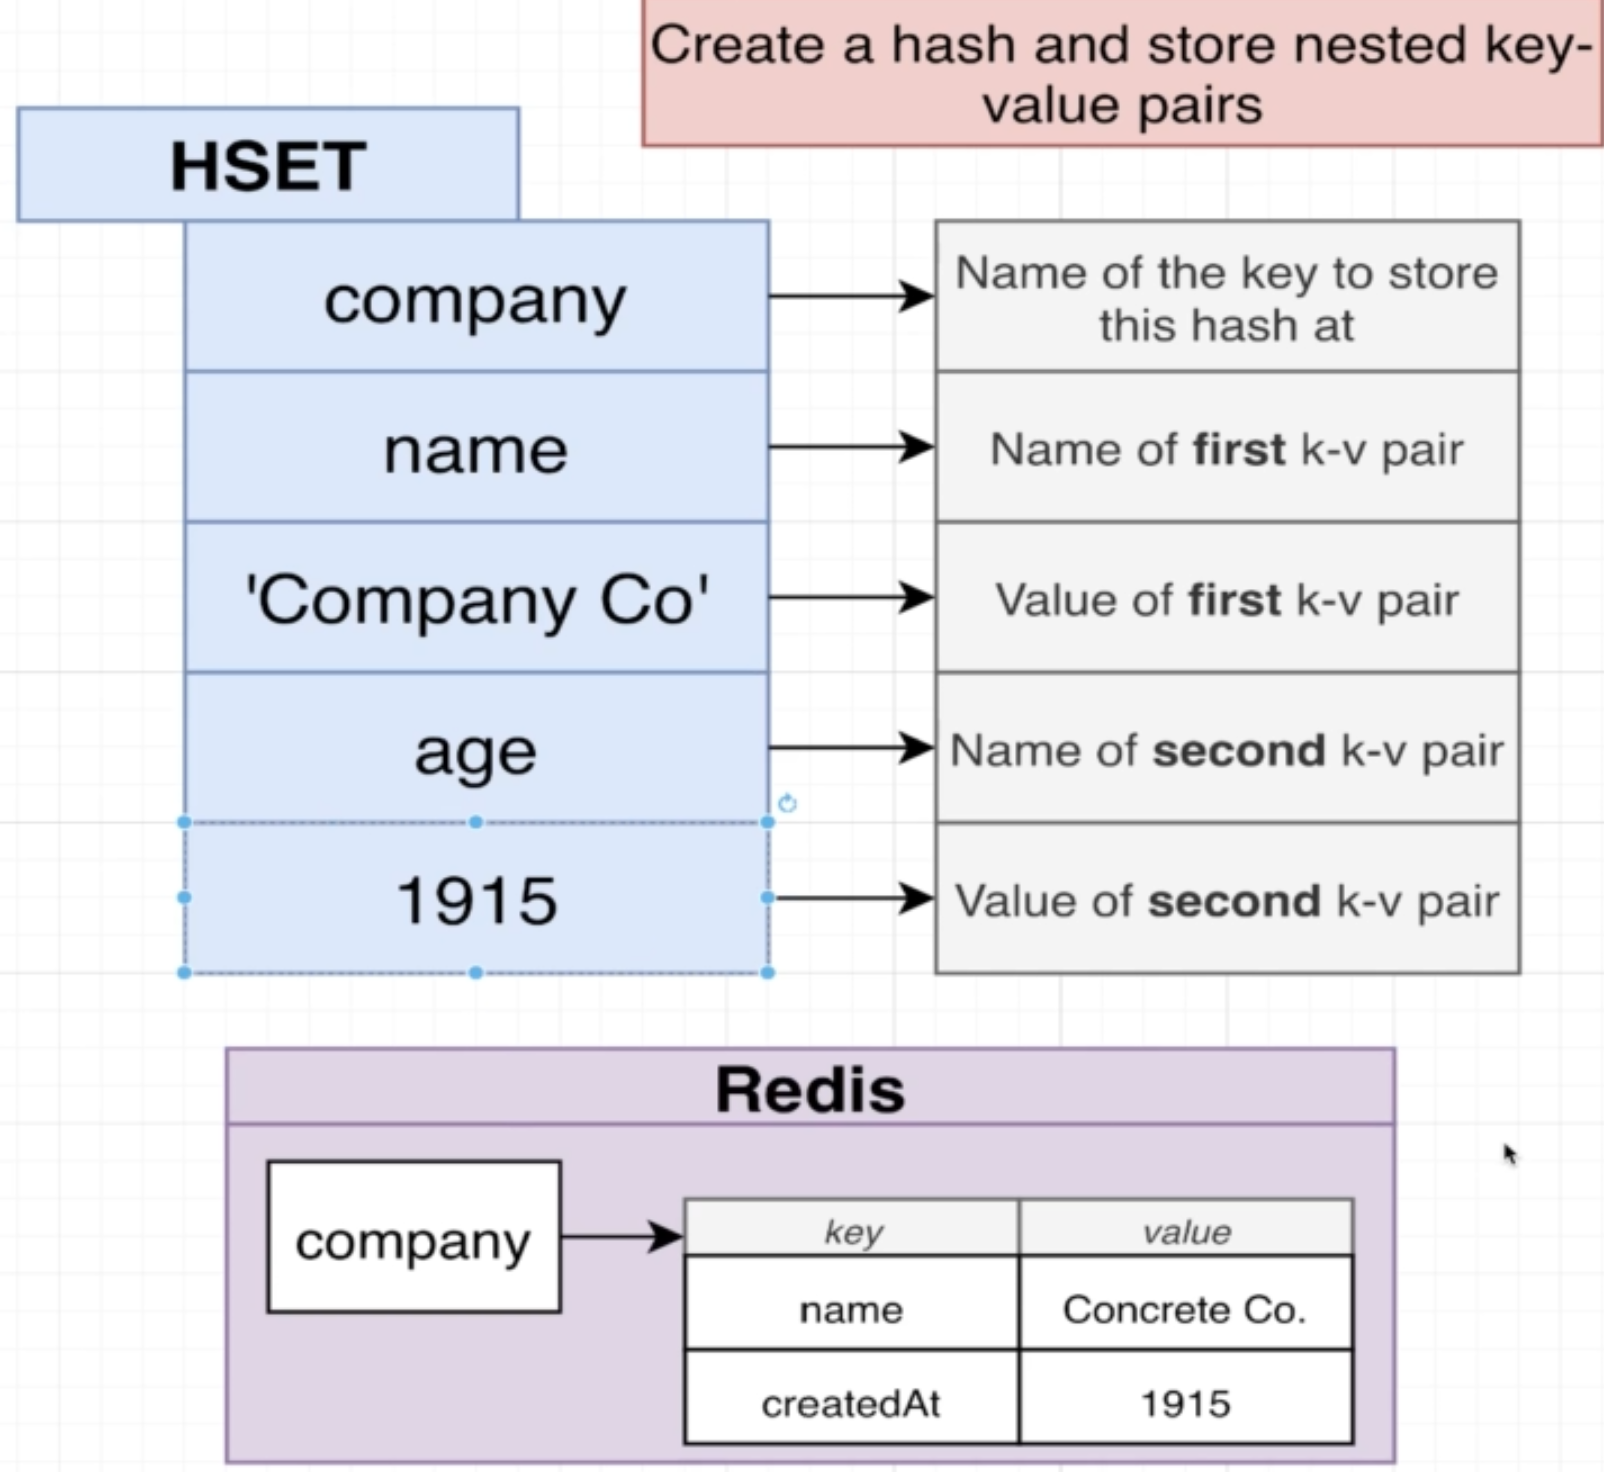 Create a hash and store nested key-
value pairs
HSET
company
Name of the key to store
this hash at
name
Name of first k-v pair
'Company Co'
Value of first k-v pair
age
Name of second k-v pair
1915
Value of second k-v pair
Redis
company
key value
name Concrete Co.
createdAt 1915